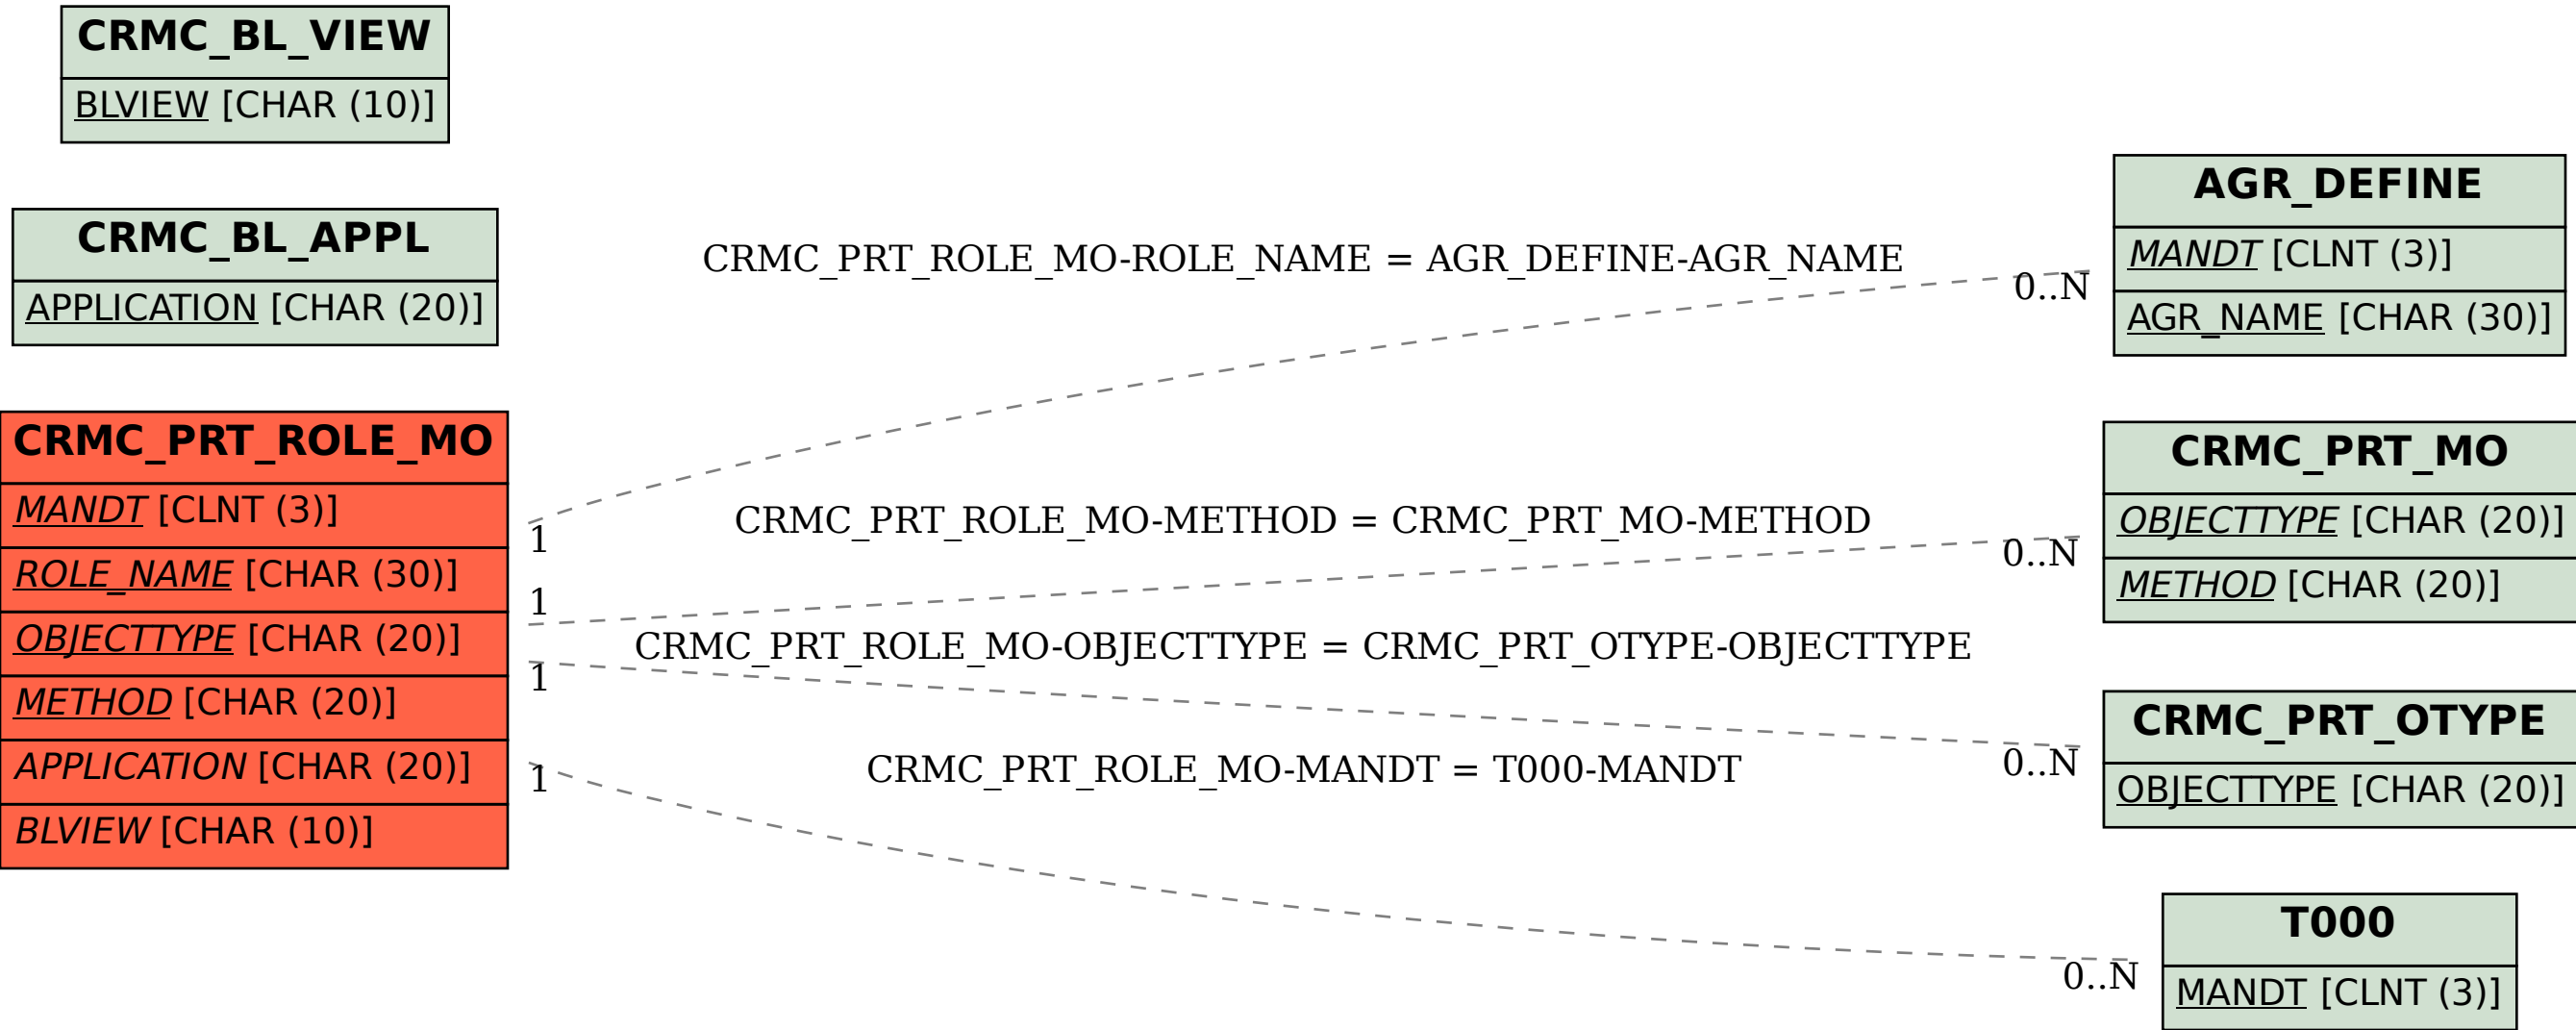 CRMC_BL_VIEW
BLVIEW [CHAR (10)]
CRMC_BL_APPL
APPLICATION [CHAR (20)]
CRMC_PRT_ROLE_MO
MANDT [CLNT (3)]
ROLE_NAME [CHAR (30)]
OBJECTTYPE [CHAR (20)]
METHOD [CHAR (20)]
APPLICATION [CHAR (20)]
BLVIEW [CHAR (10)]
CRMC_PRT_ROLE_MO-ROLE_NAME = AGR_DEFINE-AGR_NAME
0..N
1
CRMC_PRT_ROLE_MO-METHOD = CRMC_PRT_MO-METHOD
0..N
1
CRMC_PRT_ROLE_MO-OBJECTTYPE = CRMC_PRT_OTYPE-OBJECTTYPE
1
0..N
CRMC_PRT_ROLE_MO-MANDT = T000-MANDT
1
0..N
AGR_DEFINE
MANDT [CLNT (3)]
AGR_NAME [CHAR (30)]
CRMC_PRT_MO
OBJECTTYPE [CHAR (20)]
METHOD [CHAR (20)]
CRMC_PRT_OTYPE
OBJECTTYPE [CHAR (20)]
T000
MANDT [CLNT (3)]